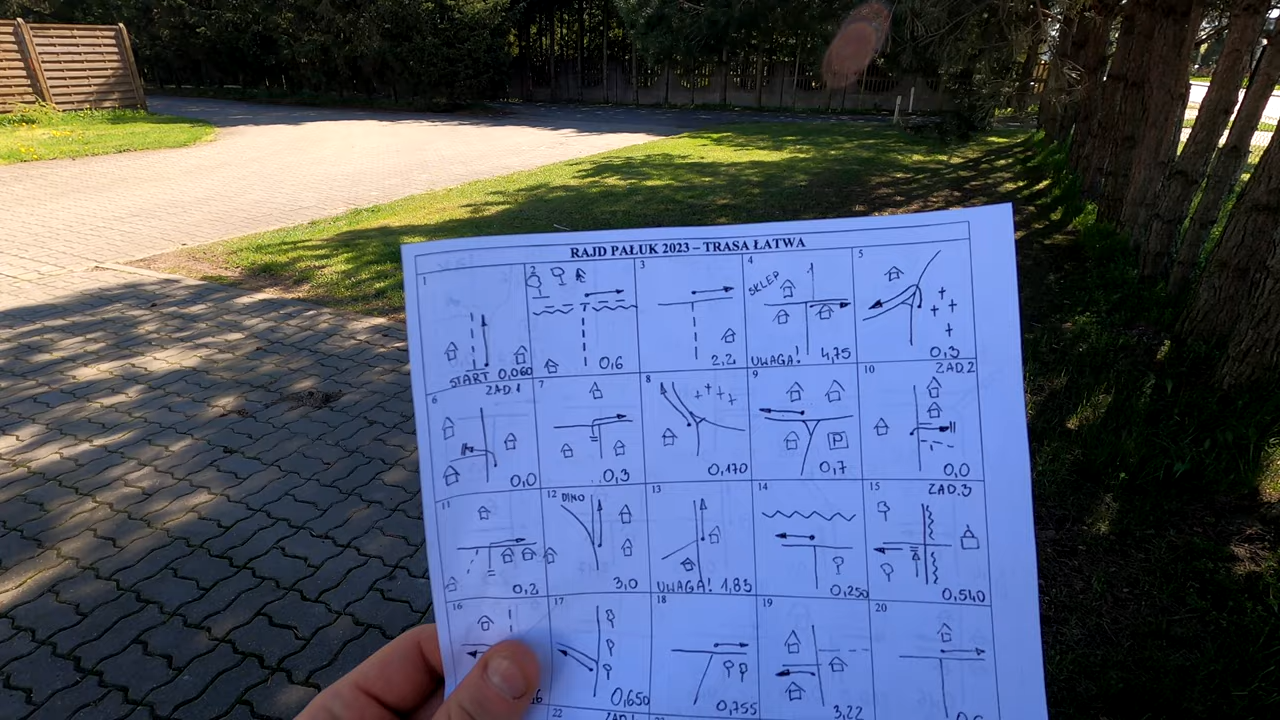 RAJD PAŁUK 2023 – TRASA ŁATWA
1 2 3 4 5
SKLEP
START 0,060 0,6 2,2 UWAGA! 4,75 0,3
6 ZAD.1 7 8 9 10 ZAD.2
P
0,0 0,3 0,170 0,7 0,0
11 12 DINO 13 14 15 ZAD.3
0,2 3,0 UWAGA! 1,85 0,250 0,540
16 17 18 19 20
0,650 0,755 3,22
22